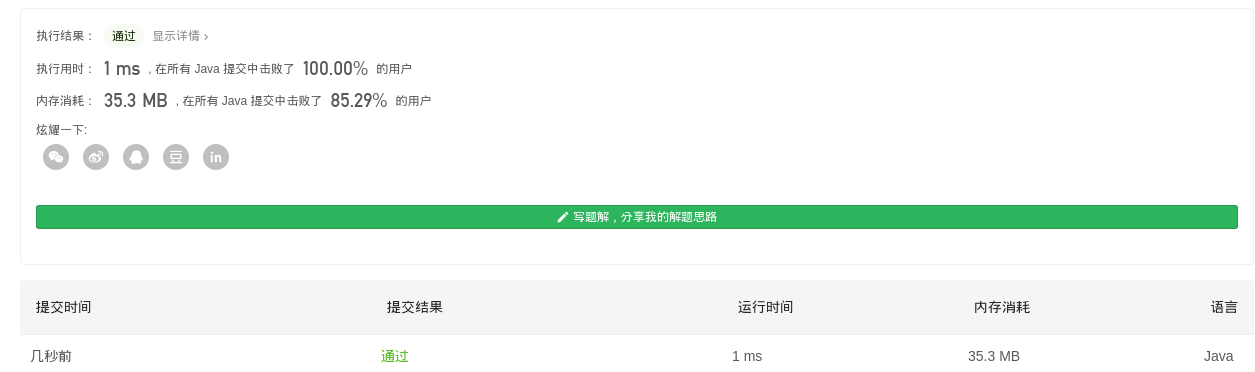 执行结果： 通过 显示详情 ›
执行用时： 1 ms , 在所有 Java 提交中击败了 100.00% 的用户
内存消耗： 35.3 MB , 在所有 Java 提交中击败了 85.29% 的用户
炫耀一下:
豆 in
写题解，分享我的解题思路
提交时间 提交结果 运行时间 内存消耗 语言
几秒前 通过 1 ms 35.3 MB Java